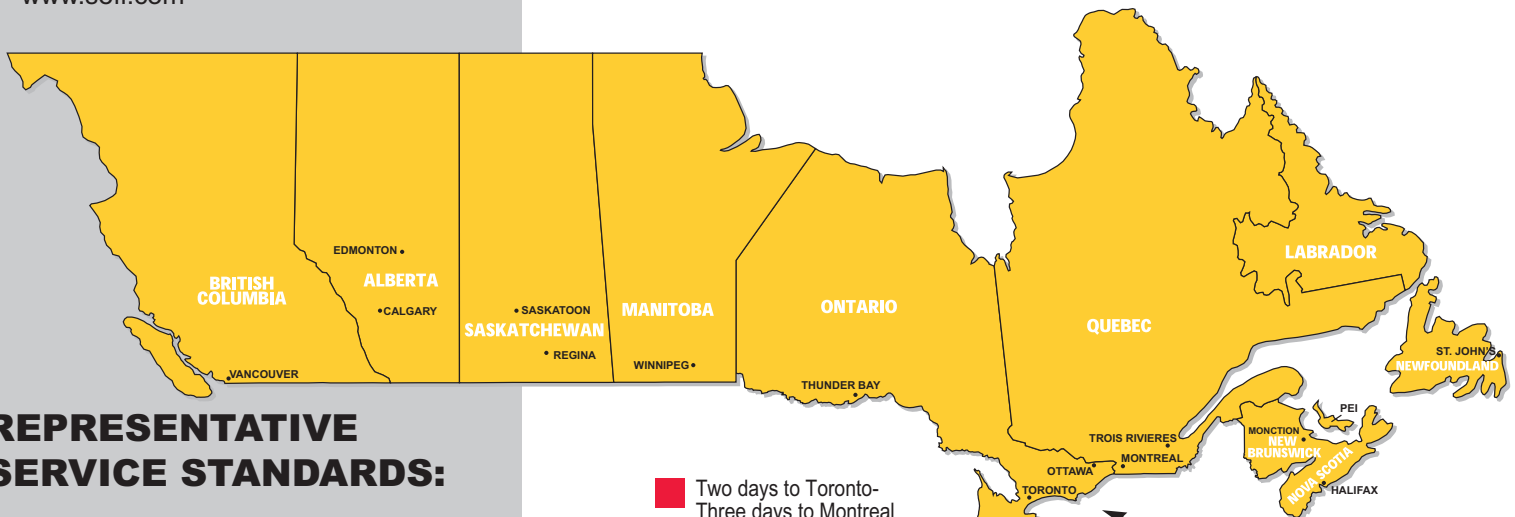 LABRADOR
EDMONTON
ALBERTA
BRITISH
COLUMBIA
CALGARY
SASKATOON
MANITOBA
ONTARIO
SASKATCHEWAN
QUEBEC
REGINA
ST. JOHN'S
WINNIPEG
NEWFOUNDLAND
VANCOUVER
THUNDER BAY
PEI
REPRESENTATIVE
SERVICE STANDARDS:
MONCTION
NEW
BRUNSWICK
TROIS RIVIERES
MONTREAL
OTTAWA
NOVA SCOTIA
TORONTO
HALIFAX
Two days to Toronto-
Three days to Montreal